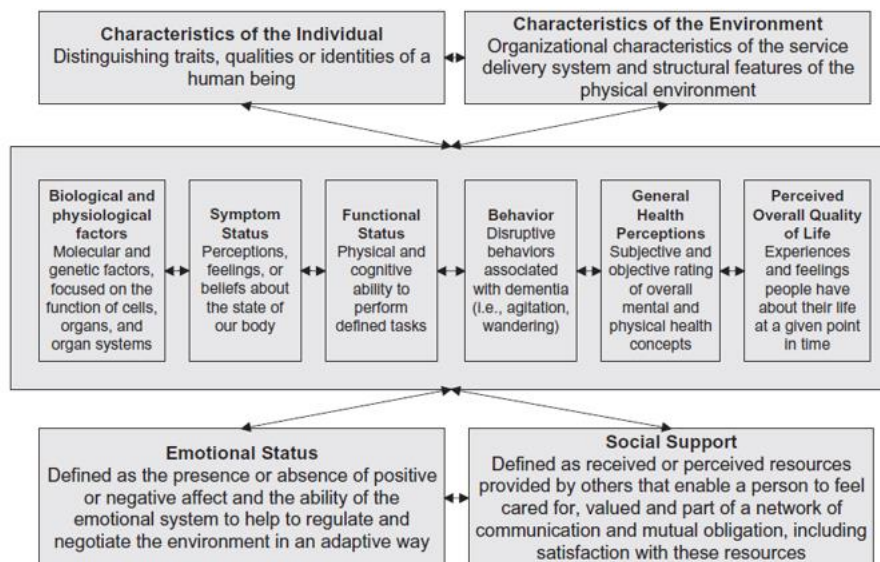 Characteristics of the Individual
Distinguishing traits, qualities or identities of a
human being
Characteristics of the Environment
Organizational characteristics of the service
delivery system and structural features of the
physical environment
Biological and
physiological
factors
Molecular and
genetic factors,
focused on the
function of cells,
organs, and
organ systems
Symptom
Status
Perceptions,
feelings, or
beliefs about
the state of
our body
Functional
Status
Physical and
cognitive
ability to
perform
defined tasks
Behavior
Disruptive
behaviors
associated
with dementia
(i.e., agitation,
wandering)
General
Health
Perceptions
Subjective and
objective rating
of overall
mental and
physical health
concepts
Perceived
Overall Quality
of Life
Experiences
and feelings
people have
about their life
at a given point
in time
Emotional Status
Defined as the presence or absence of positive
or negative affect and the ability of the
emotional system to help to regulate and
negotiate the environment in an adaptive way
Social Support
Defined as received or perceived resources
provided by others that enable a person to feel
cared for, valued and part of a network of
communication and mutual obligation, including
satisfaction with these resources